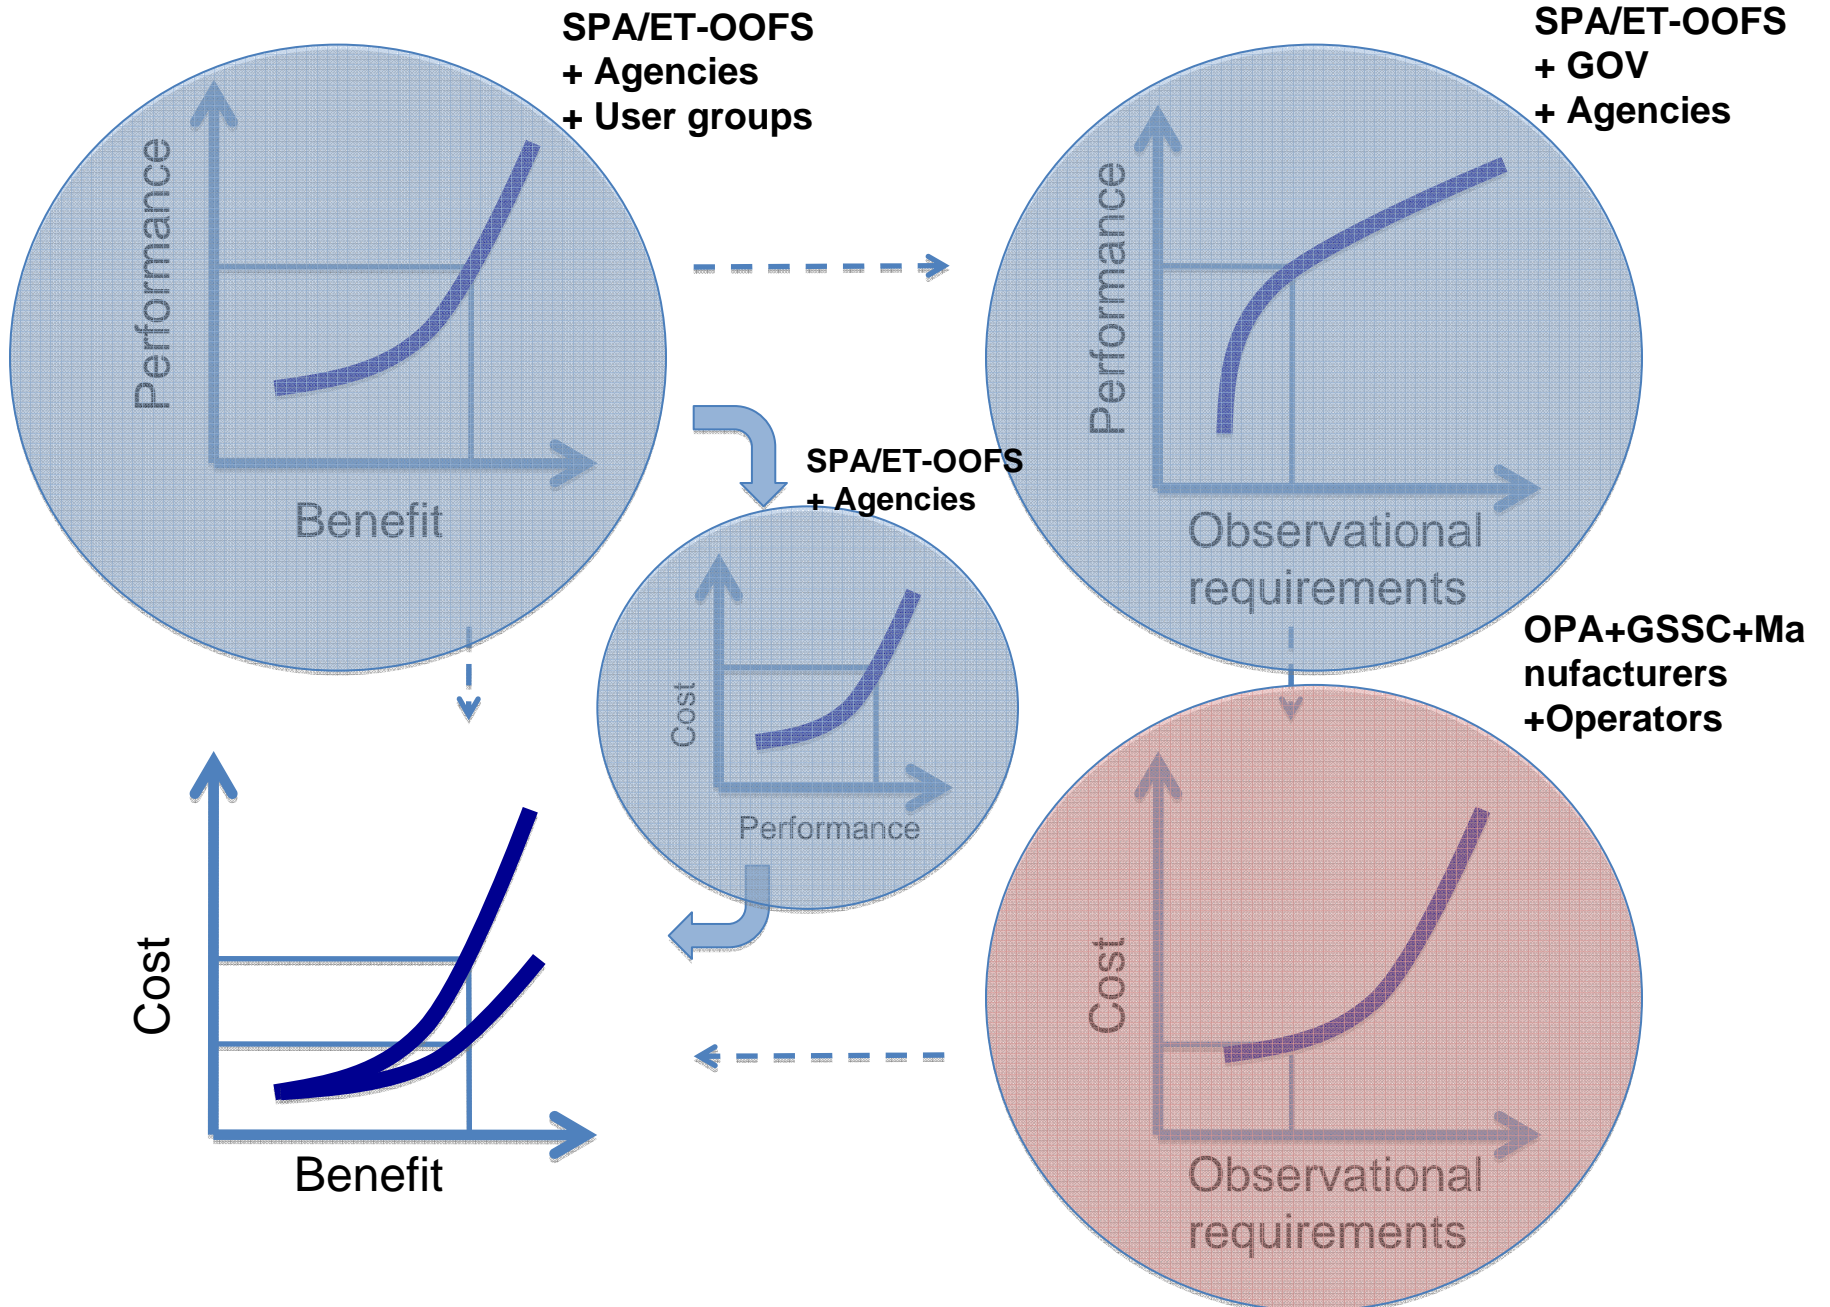 SPA/ET-OOFS
+ Agencies
+ User groups
SPA/ET-OOFS
+ GOV
+ Agencies
Performance
Benefit
Performance
Observational
requirements
SPA/ET-OOFS
+ Agencies
Cost
Performance
OPA+GSSC+Ma
nufacturers
+Operators
Cost
Benefit
Cost
Observational
requirements